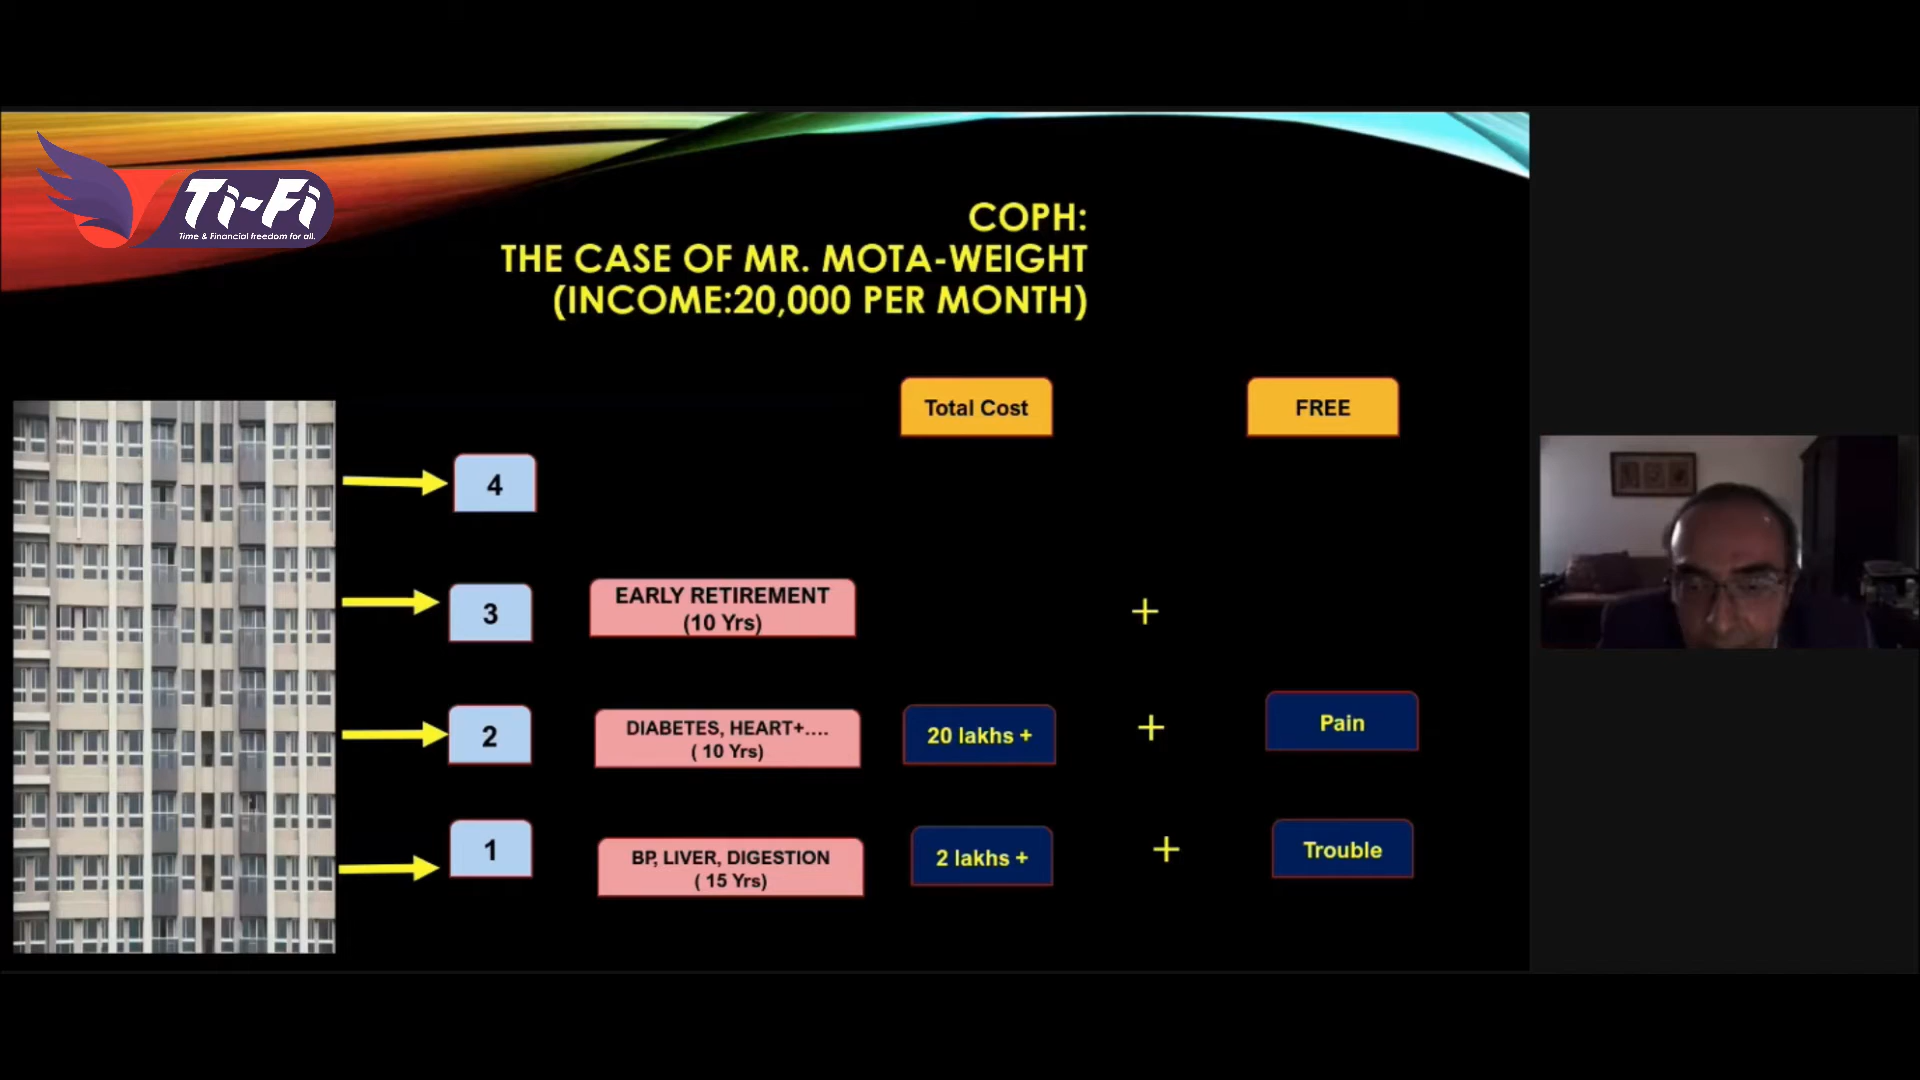 Ti-Fi
Time & Financial freedom for all.
COPH:
THE CASE OF MR. MOTA-WEIGHT
(INCOME:20,000 PER MONTH)
Total Cost
FREE
4
3
EARLY RETIREMENT
(10 Yrs)
+
2
DIABETES, HEART+....
( 10 Yrs)
20 lakhs +
+
Pain
1
BP, LIVER, DIGESTION
( 15 Yrs)
2 lakhs +
+
Trouble